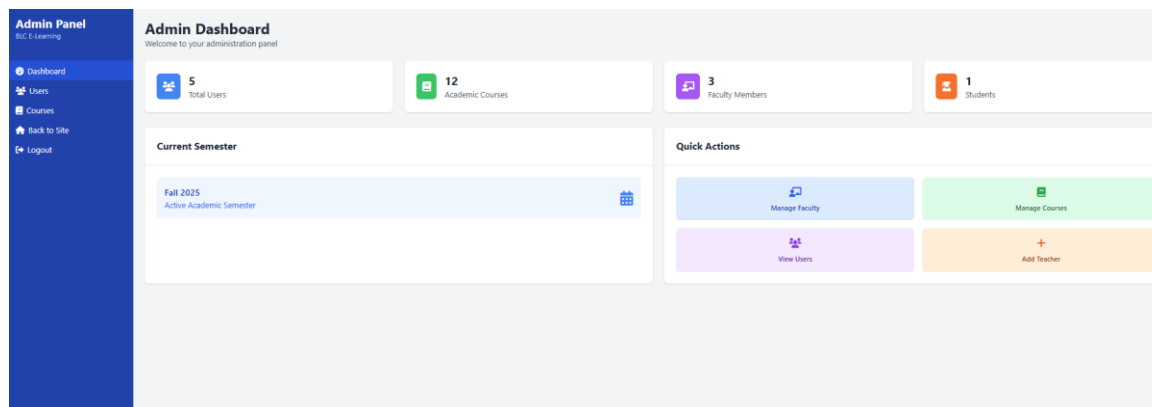 Admin Panel
BLC E-Learning
Dashboard
Users
Courses
Back to Site
Logout
Admin Dashboard
Welcome to your administration panel
5
Total Users
12
Academic Courses
3
Faculty Members
1
Students
Current Semester
Fall 2025
Active Academic Semester
Quick Actions
Manage Faculty
Manage Courses
View Users
Add Teacher